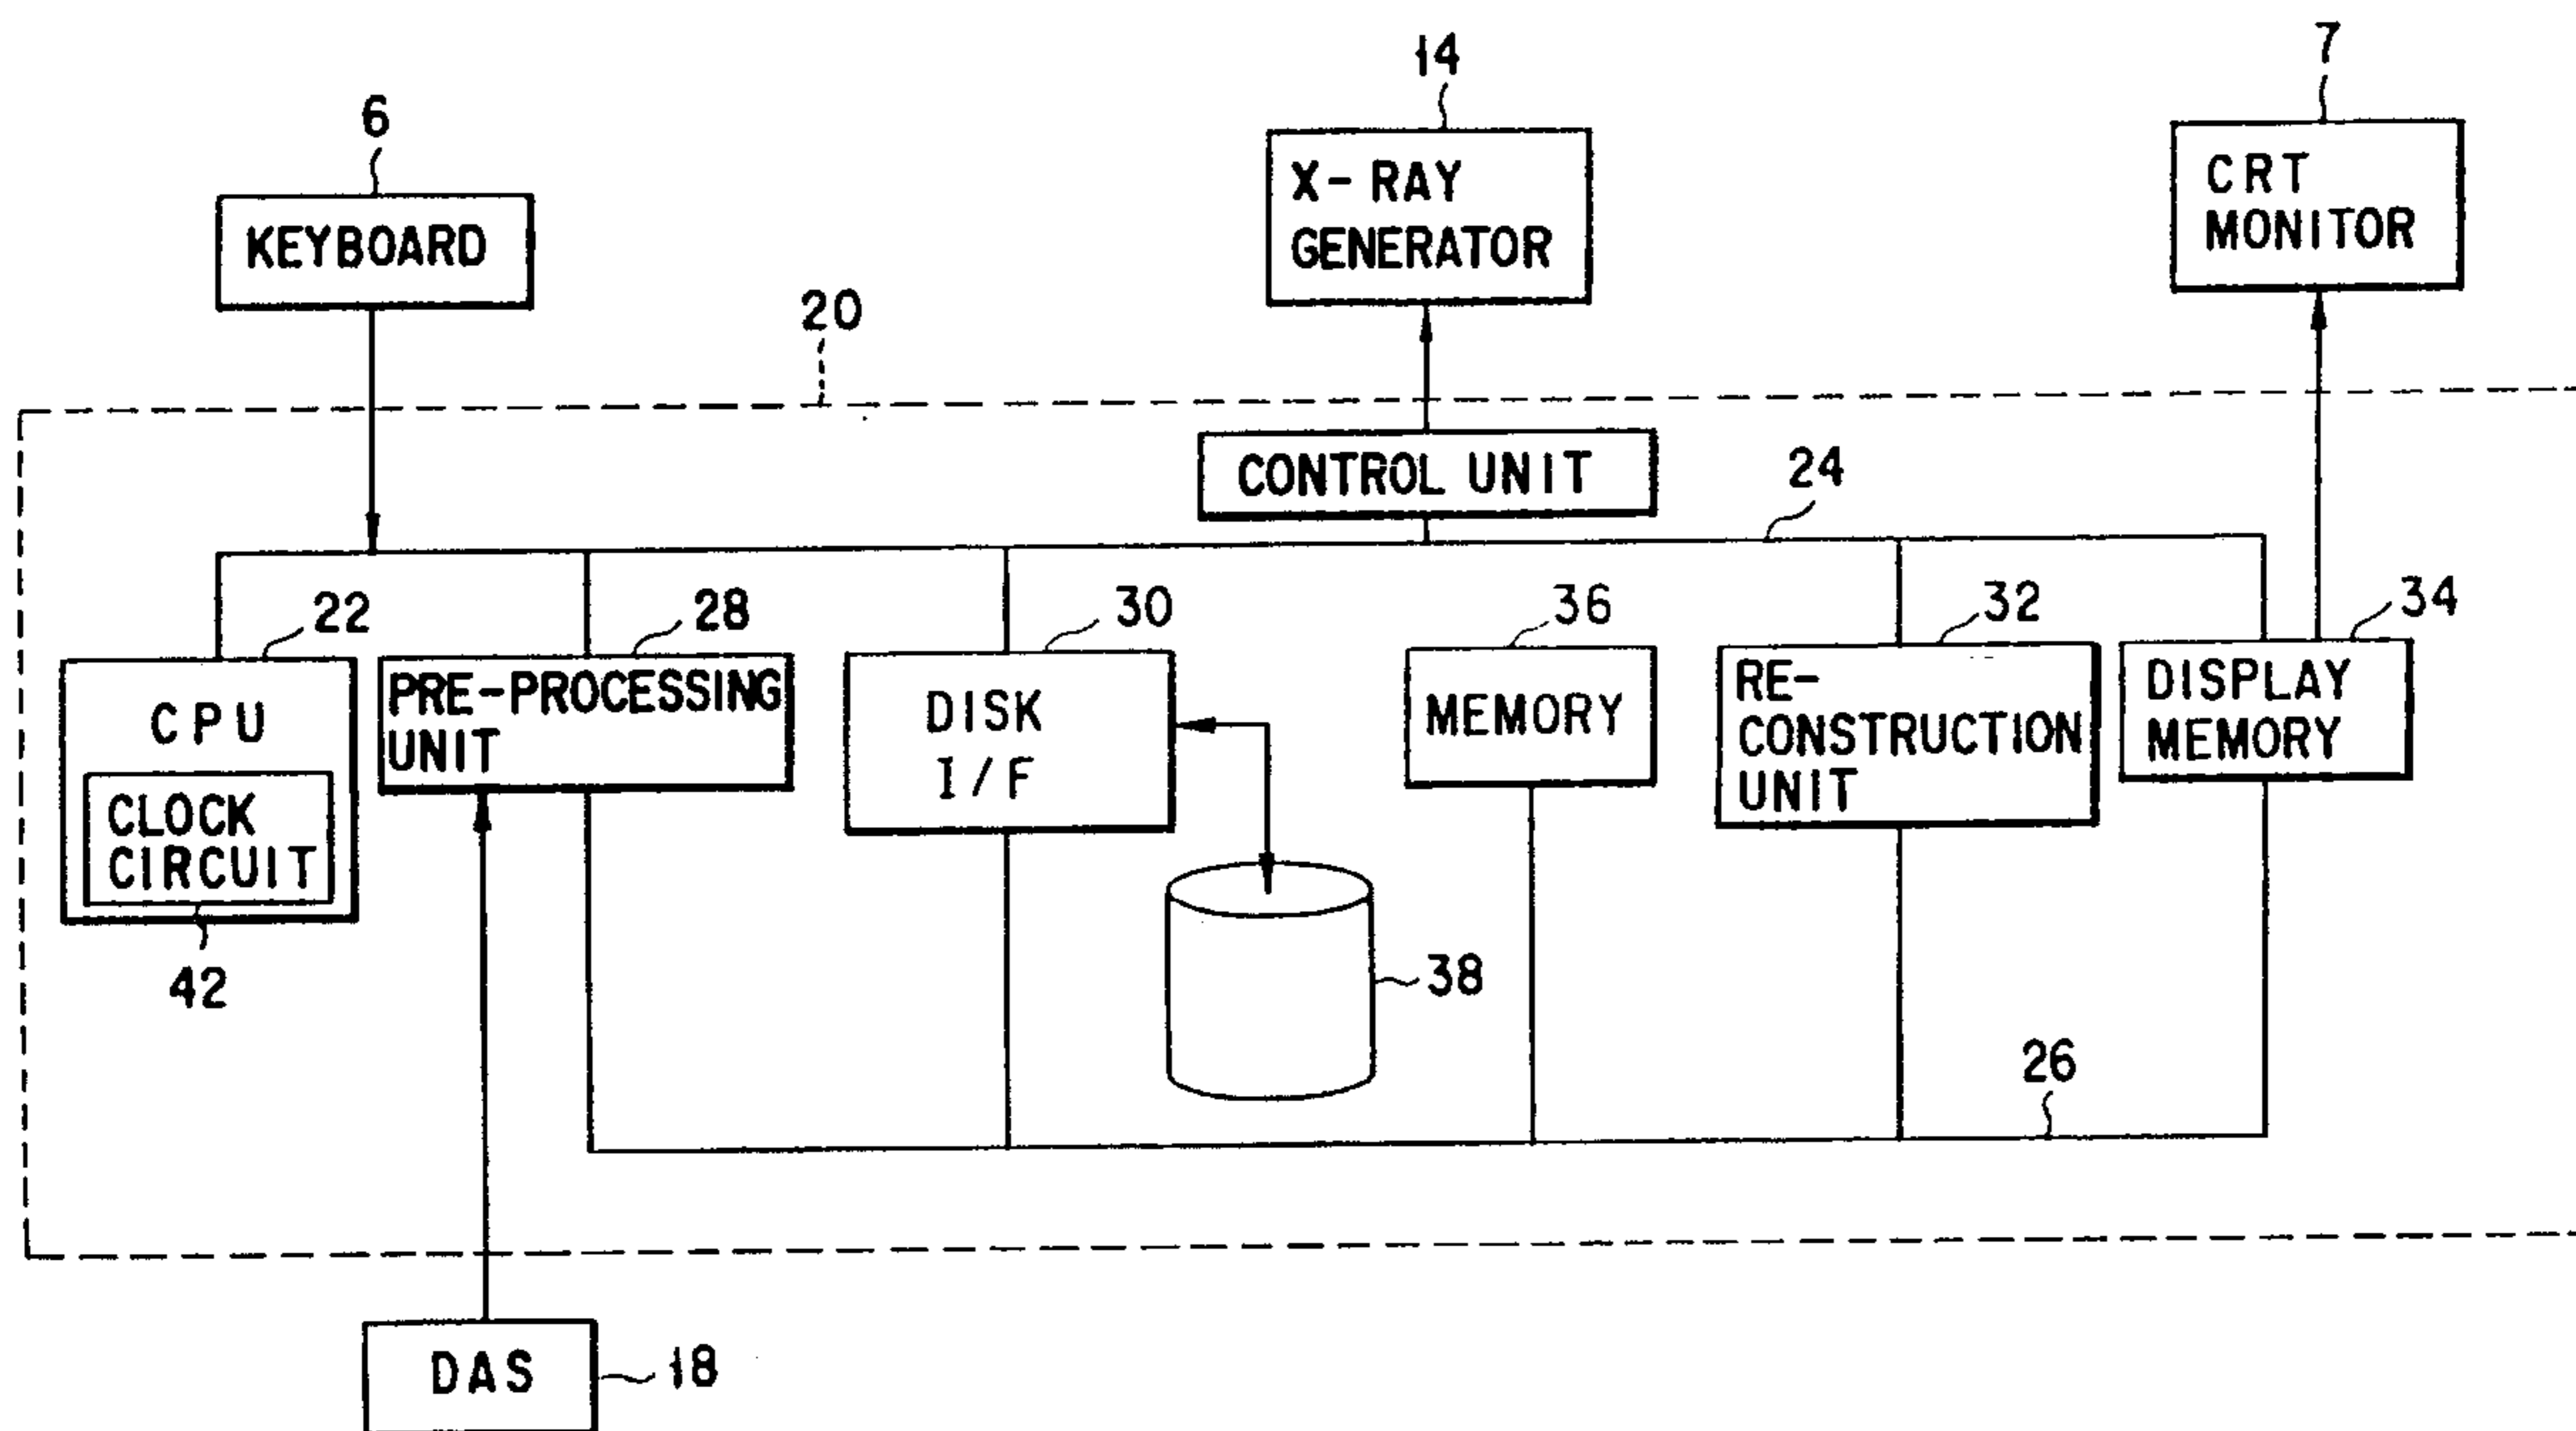 7
14
6
X-RAY
GENERATOR
CRT
MONITOR
KEYBOARD
20
CONTROL UNIT
24
22
28
30
36
32
34
CPU
CLOCK
CIRCUIT
42
PRE-PROCESSING
UNIT
DISK
I/F
MEMORY
RE-
CONSTRUCTION
UNIT
DISPLAY
MEMORY
38
26
DAS
18